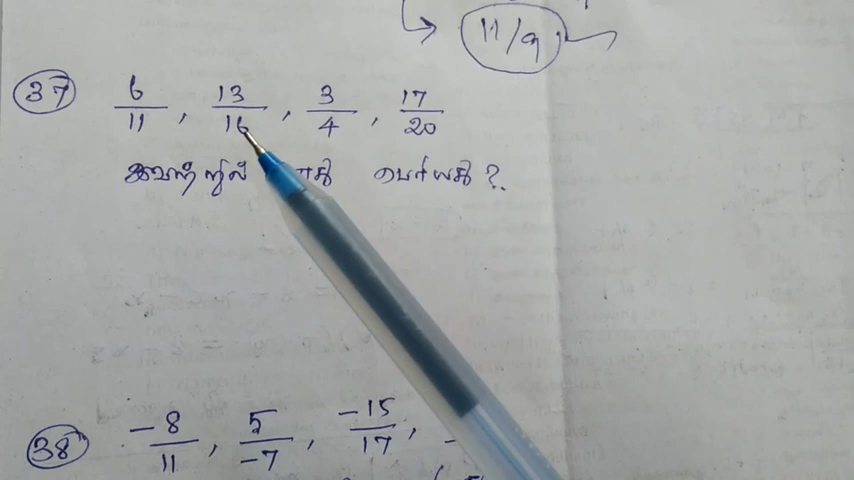 11/9
37 6/11, 13/16, 3/4, 17/20
இவற்றில் பெரியது?
38 -8/11, 5/-7, -15/17,